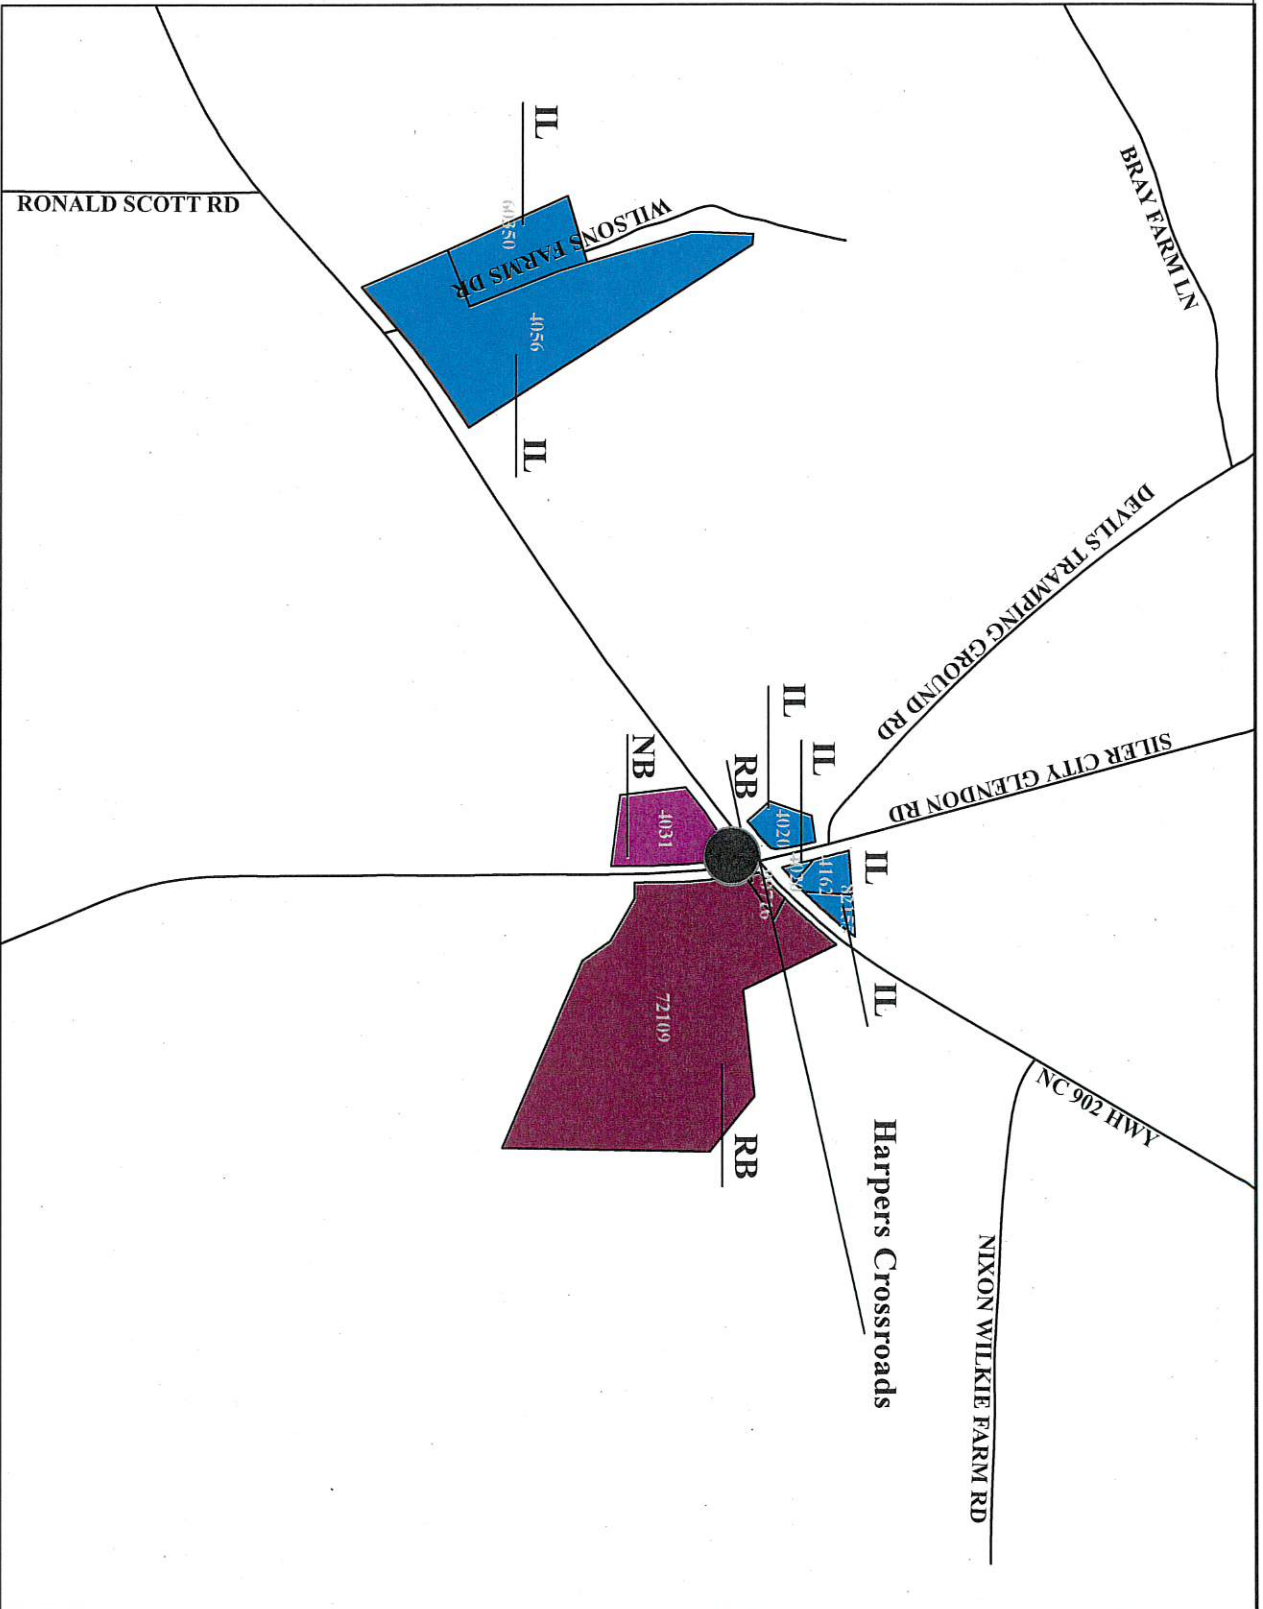 BRAY FARM LN
DEVILS TRAMPING GROUND RD
SILER CITY GLENDON RD
NC 902 HWY
NIXON WILKIE FARM RD
WILSONS FARMS DR
RONALD SCOTT RD
Harpers Crossroads
IL
60350
4056
IL
IL
IL
RB
NB
4031
4020
4162
IL
IL
72109
RB